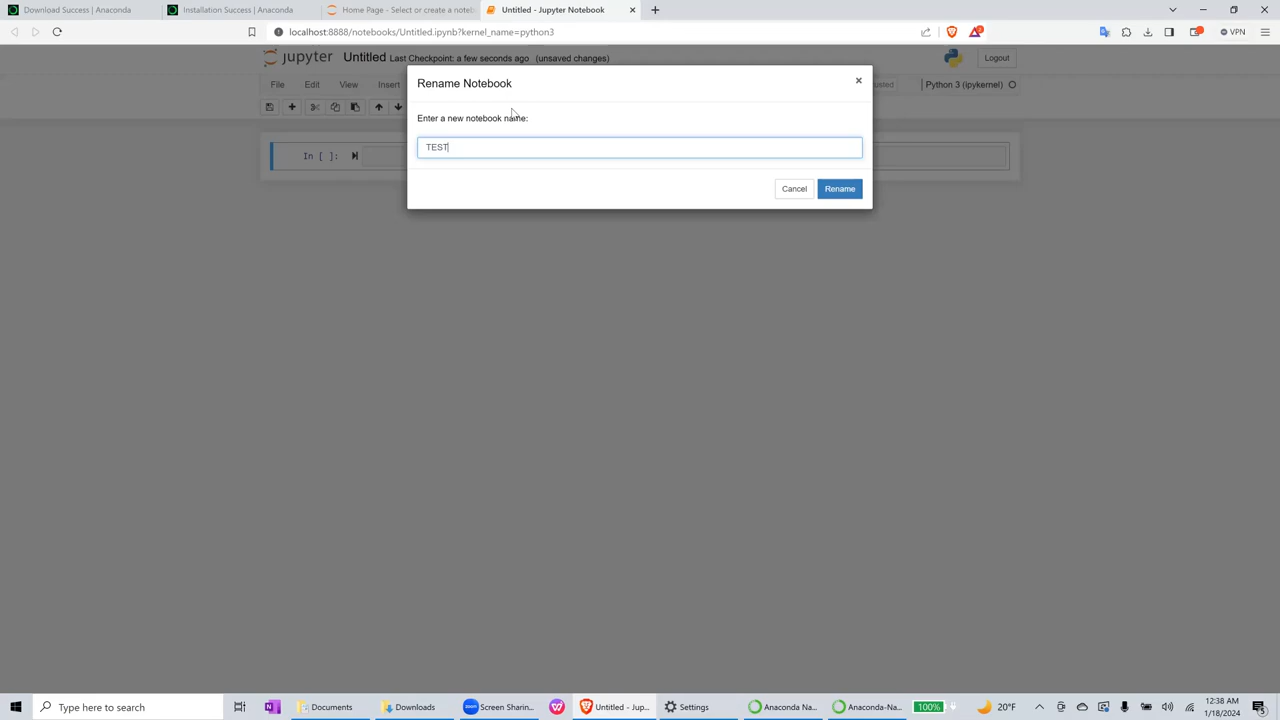 Download Success | Anaconda
Installation Success | Anaconda
Home Page - Select or create a noteb
Untitled - Jupyter Notebook
localhost:8888/notebooks/Untitled.ipynb?kernel_name=python3
VPN
jupyter Untitled Last Checkpoint: a few seconds ago (unsaved changes)
Logout
File Edit View Insert
usted
Python 3 (ipykernel)
Rename Notebook
Enter a new notebook name:
TEST
Cancel Rename
In [ ]:
Type here to search
Documents
Downloads
zoom
Screen Sharin...
Untitled - Jup...
Settings
Anaconda Na...
Anaconda-Na...
100%
20°F
12:38 AM
1/18/2024